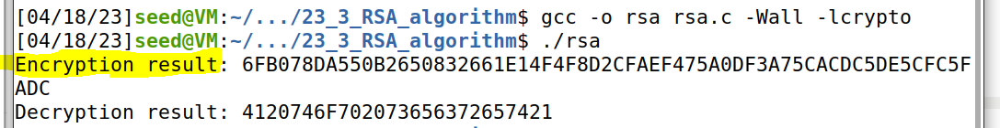 [04/18/23]seed@VM:~/.../23_3_RSA_algorithm$ gcc -o rsa rsa.c -Wall -lcrypto
[04/18/23]seed@VM:~/.../23_3_RSA_algorithm$ ./rsa
Encryption result: 6FB078DA550B2650832661E14F4F8D2CFAEF475A0DF3A75CACDC5DE5CFC5F
ADC
Decryption result: 4120746F702073656372657421